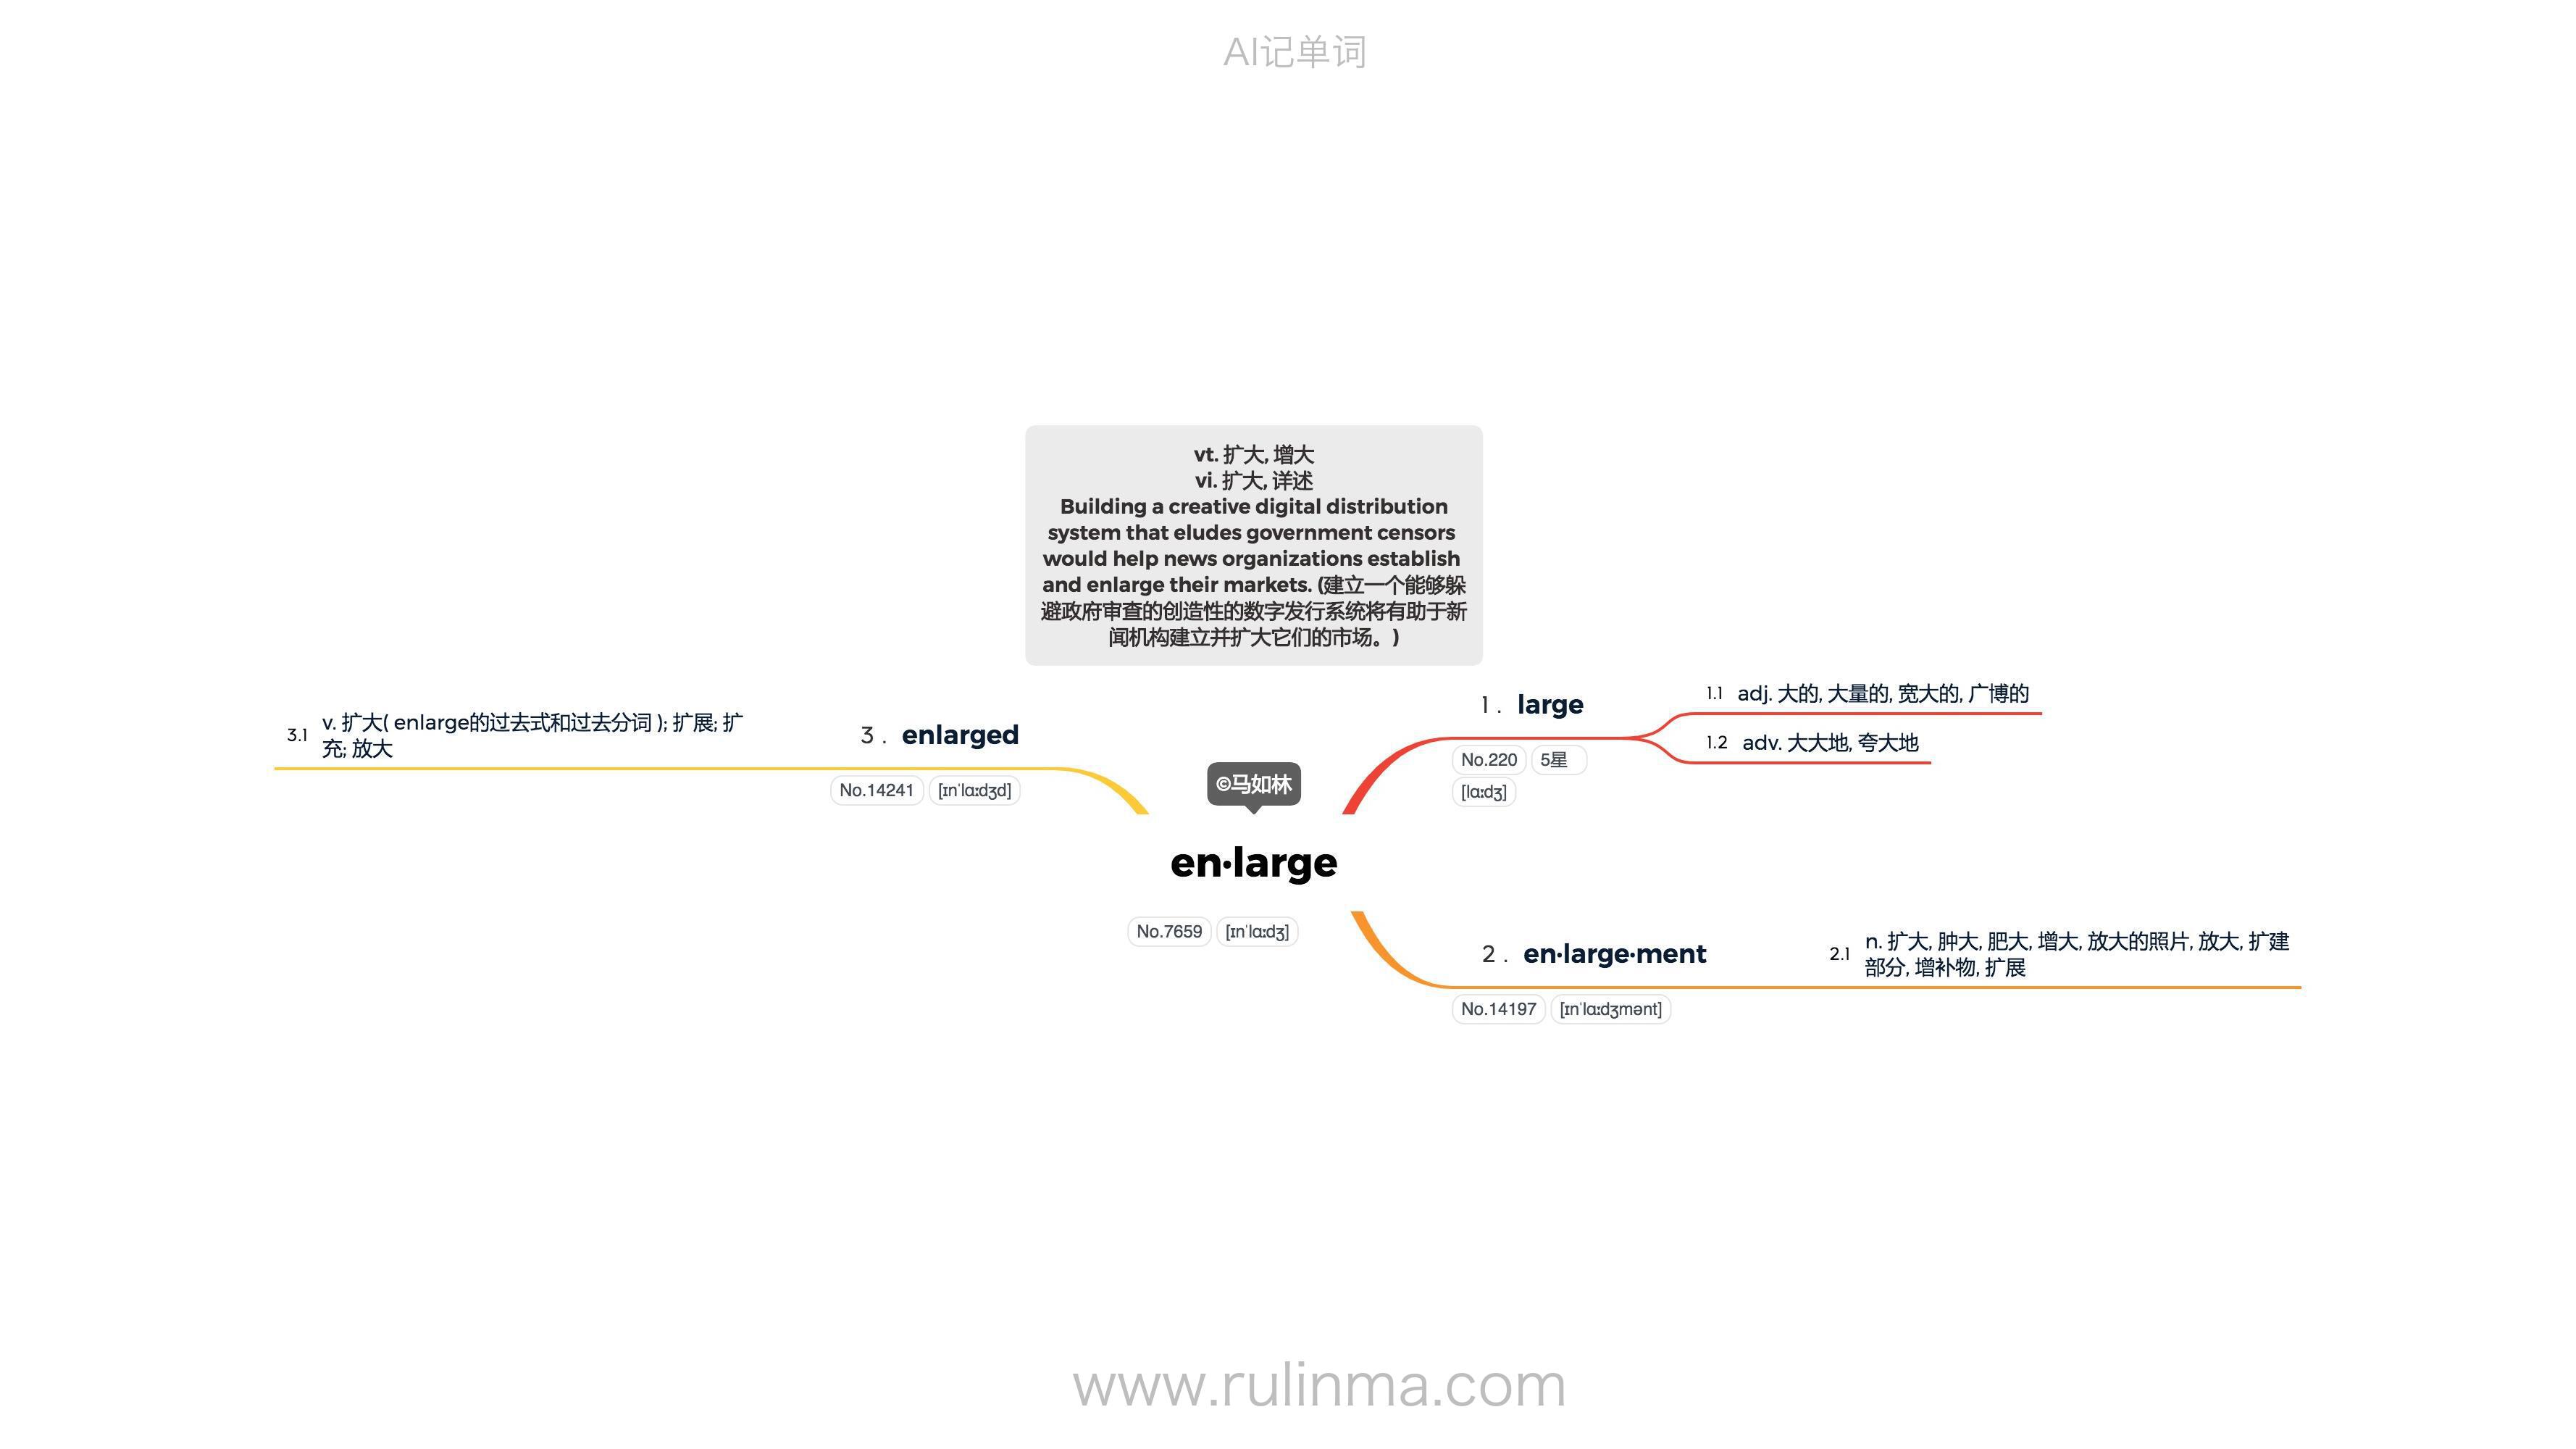 AI记单词
vt. 扩大, 增大
vi. 扩大, 详述
Building a creative digital distribution
system that eludes government censors
would help news organizations establish
and enlarge their markets. (建立一个能够躲
避政府审查的创造性的数字发行系统将有助于新
闻机构建立并扩大它们的市场。)
©马如林
en·large
No.7659 [ɪnˈlɑːdʒ]
1 . large
No.220 5星
[lɑːdʒ]
1.1 adj. 大的, 大量的, 宽大的, 广博的
1.2 adv. 大大地, 夸大地
2 . en·large·ment
No.14197 [ɪnˈlɑːdʒmənt]
2.1 n. 扩大, 肿大, 肥大, 增大, 放大的照片, 放大, 扩建
部分, 增补物, 扩展
3 . enlarged
No.14241 [ɪnˈlɑːdʒd]
3.1 v. 扩大( enlarge的过去式和过去分词 ); 扩展; 扩
充; 放大
www.rulinma.com